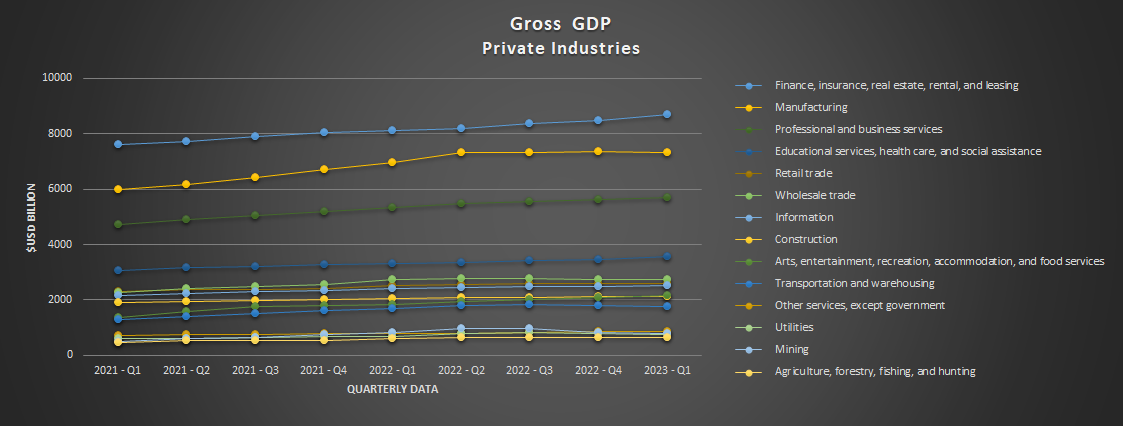 Gross GDP
Private Industries
10000
8000
6000
4000
2000
0
$USD BILLION
2021 - Q1 2021 - Q2 2021 - Q3 2021 - Q4 2022 - Q1 2022 - Q2 2022 - Q3 2022 - Q4 2023 - Q1
QUARTERLY DATA
Finance, insurance, real estate, rental, and leasing
Manufacturing
Professional and business services
Educational services, health care, and social assistance
Retail trade
Wholesale trade
Information
Construction
Arts, entertainment, recreation, accommodation, and food services
Transportation and warehousing
Other services, except government
Utilities
Mining
Agriculture, forestry, fishing, and hunting